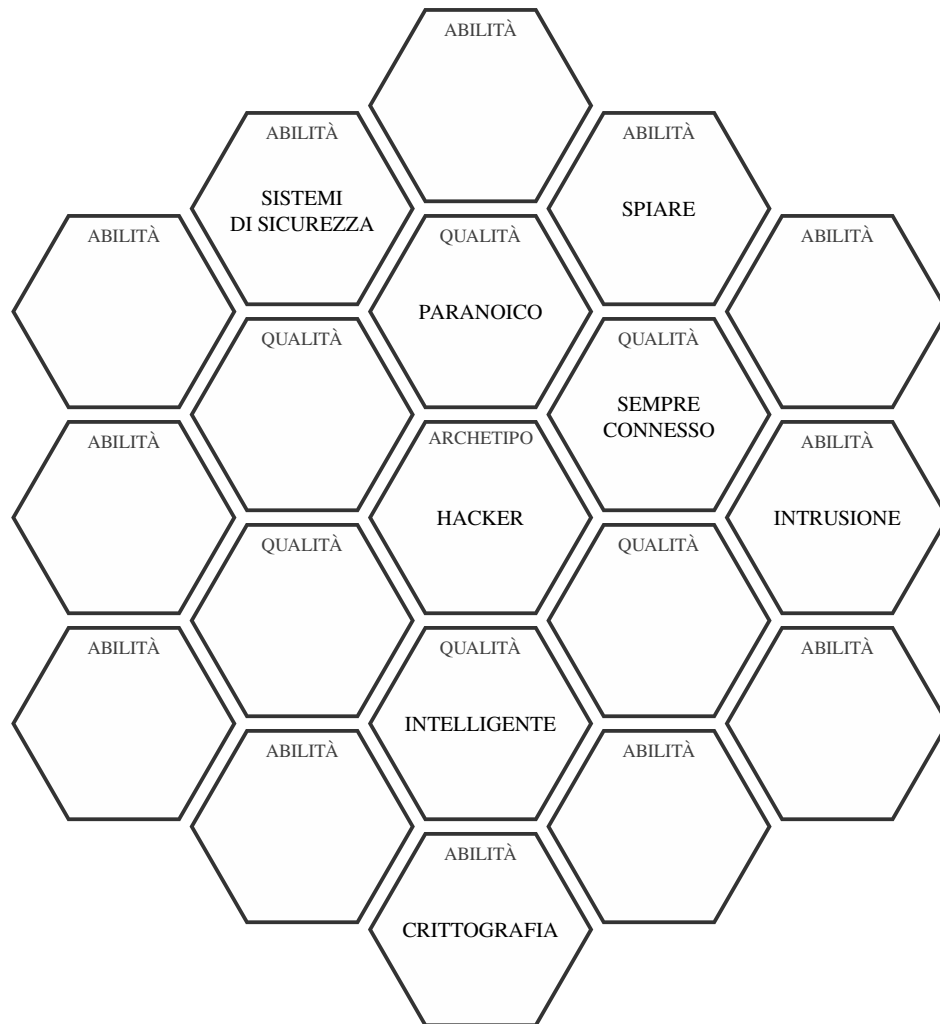 ABILITÀ
ABILITÀ
SISTEMI
DI SICUREZZA
ABILITÀ
SPIARE
ABILITÀ
QUALITÀ
PARANOICO
ABILITÀ
QUALITÀ
QUALITÀ
SEMPRE
CONNESSO
ABILITÀ
ARCHETIPO
HACKER
ABILITÀ
INTRUSIONE
QUALITÀ
QUALITÀ
ABILITÀ
QUALITÀ
INTELLIGENTE
ABILITÀ
ABILITÀ
ABILITÀ
ABILITÀ
CRITTOGRAFIA